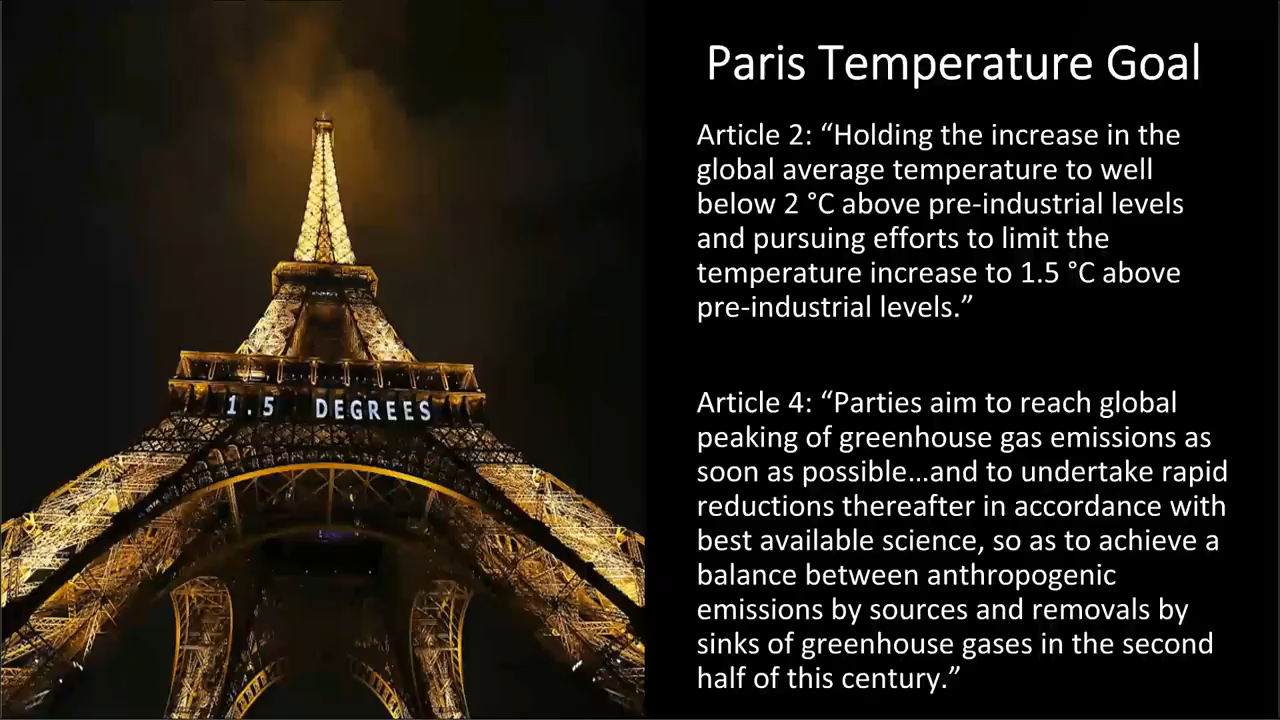 Paris Temperature Goal
Article 2: “Holding the increase in the
global average temperature to well
below 2 °C above pre-industrial levels
and pursuing efforts to limit the
temperature increase to 1.5 °C above
pre-industrial levels.”
1.5 DEGREES
Article 4: “Parties aim to reach global
peaking of greenhouse gas emissions as
soon as possible…and to undertake rapid
reductions thereafter in accordance with
best available science, so as to achieve a
balance between anthropogenic
emissions by sources and removals by
sinks of greenhouse gases in the second
half of this century.”